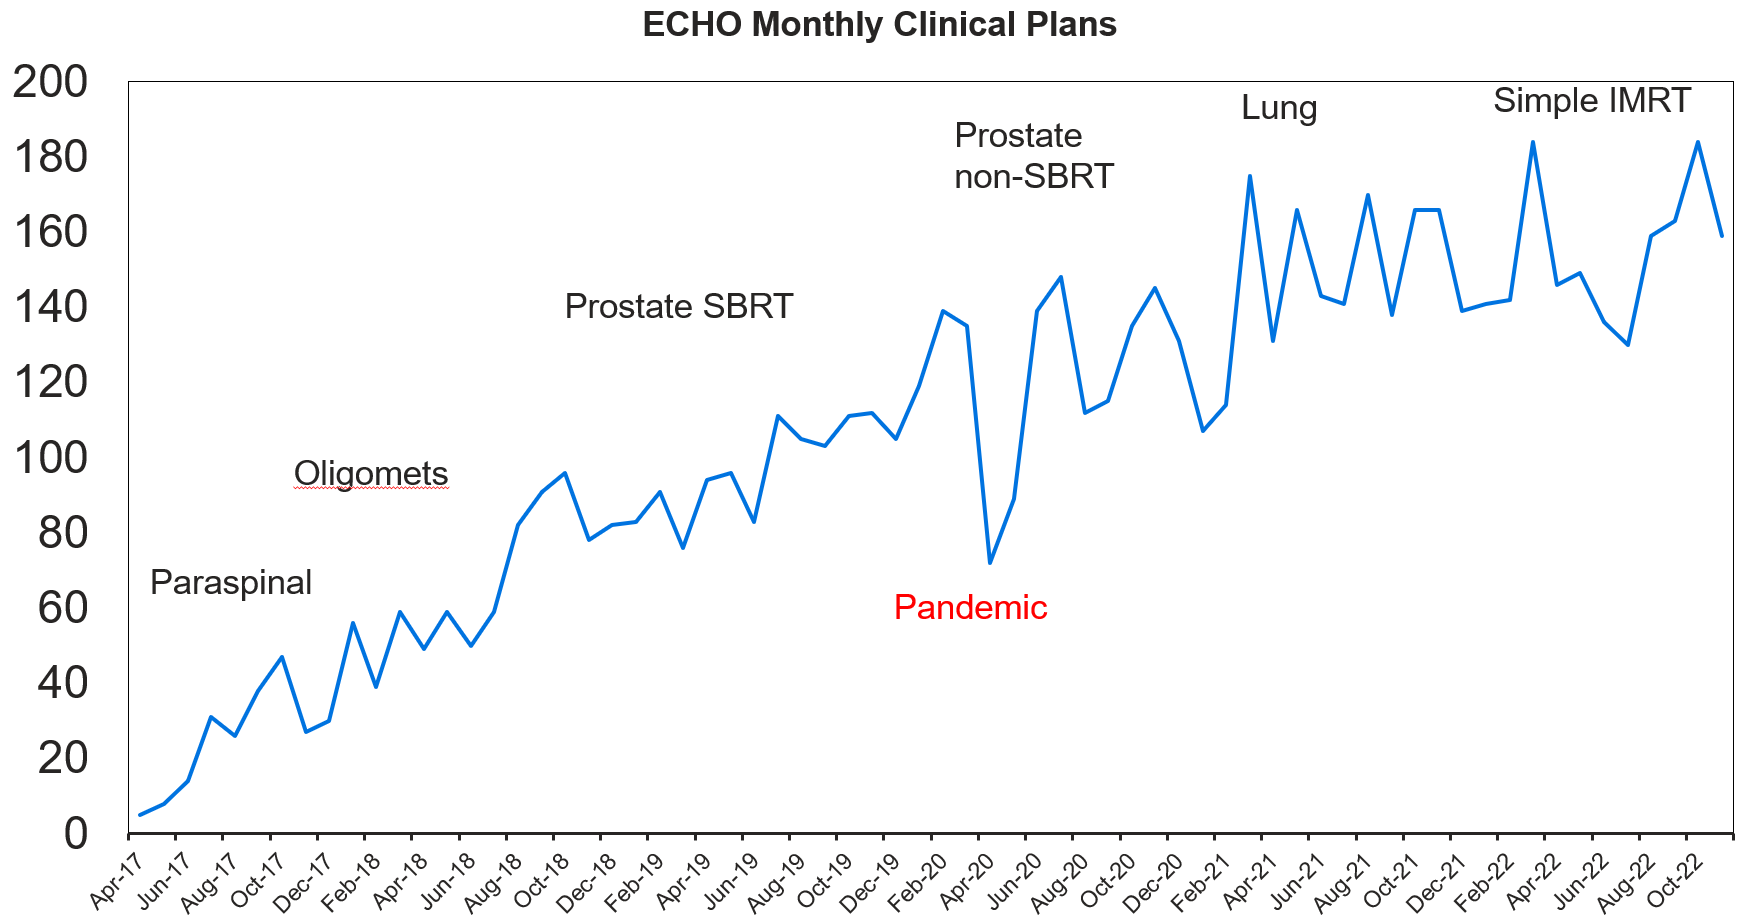 ECHO Monthly Clinical Plans
200
180
160
140
120
100
80
60
40
20
0
Paraspinal
Oligomets
Prostate SBRT
Prostate
non-SBRT
Pandemic
Lung
Simple IMRT
Apr-17
Jun-17
Aug-17
Oct-17
Dec-17
Feb-18
Apr-18
Jun-18
Aug-18
Oct-18
Dec-18
Feb-19
Apr-19
Jun-19
Aug-19
Oct-19
Dec-19
Feb-20
Apr-20
Jun-20
Aug-20
Oct-20
Dec-20
Feb-21
Apr-21
Jun-21
Aug-21
Oct-21
Dec-21
Feb-22
Apr-22
Jun-22
Aug-22
Oct-22